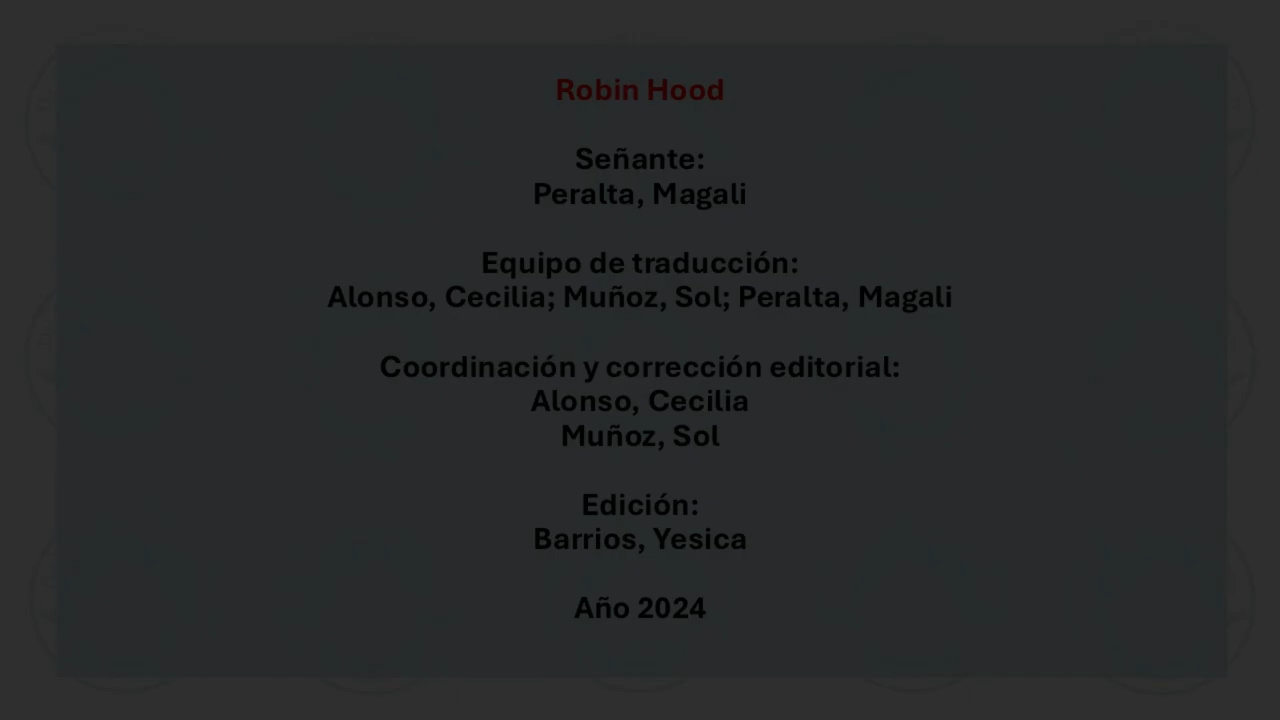 Robin Hood
Señante:
Peralta, Magali
Equipo de traducción:
Alonso, Cecilia; Muñoz, Sol; Peralta, Magali
Coordinación y corrección editorial:
Alonso, Cecilia
Muñoz, Sol
Edición:
Barrios, Yesica
Año 2024